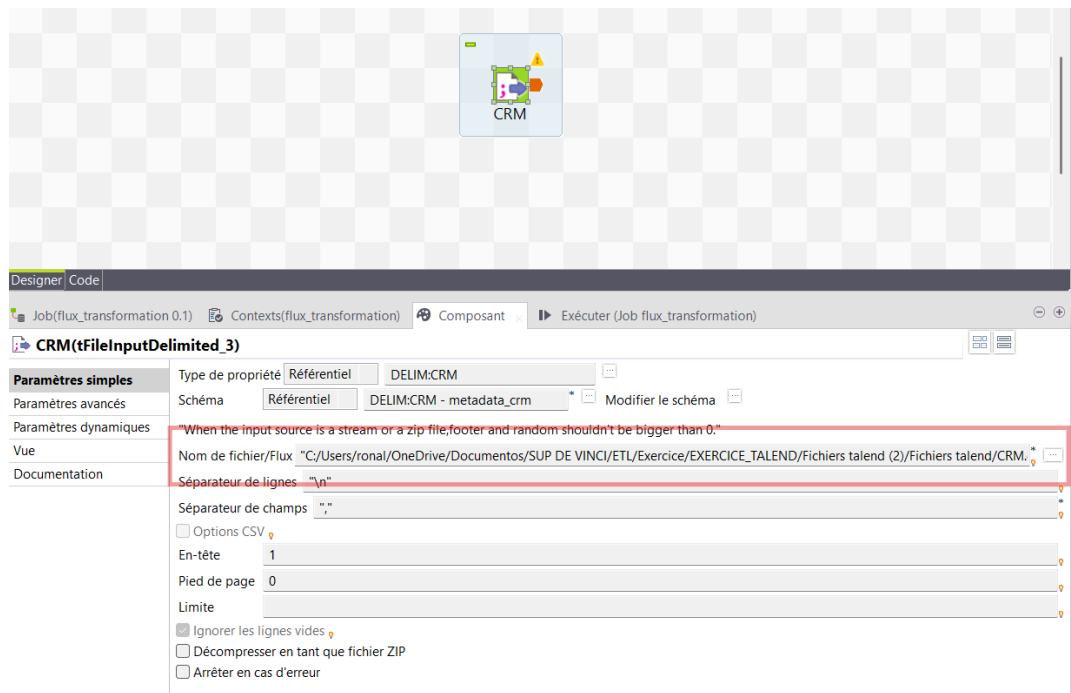 CRM
Designer Code
Job(flux_transformation 0.1) Contexts(flux_transformation) Composant Exécuter (Job flux_transformation)
CRM(tFileInputDelimited_3)
Paramètres simples
Paramètres avancés
Paramètres dynamiques
Vue
Documentation
Type de propriété Référentiel DELIM:CRM ...
Schéma Référentiel DELIM:CRM - metadata_crm * ... Modifier le schéma ...
"When the input source is a stream or a zip file,footer and random shouldn't be bigger than 0."
Nom de fichier/Flux "C:/Users/ronal/OneDrive/Documentos/SUP DE VINCI/ETL/Exercice/EXERCICE_TALEND/Fichiers talend (2)/Fichiers talend/CRM. * ...
Séparateur de lignes "\n"
Séparateur de champs "," *
Options CSV
En-tête 1
Pied de page 0
Limite
Ignorer les lignes vides
Décompresser en tant que fichier ZIP
Arrêter en cas d'erreur